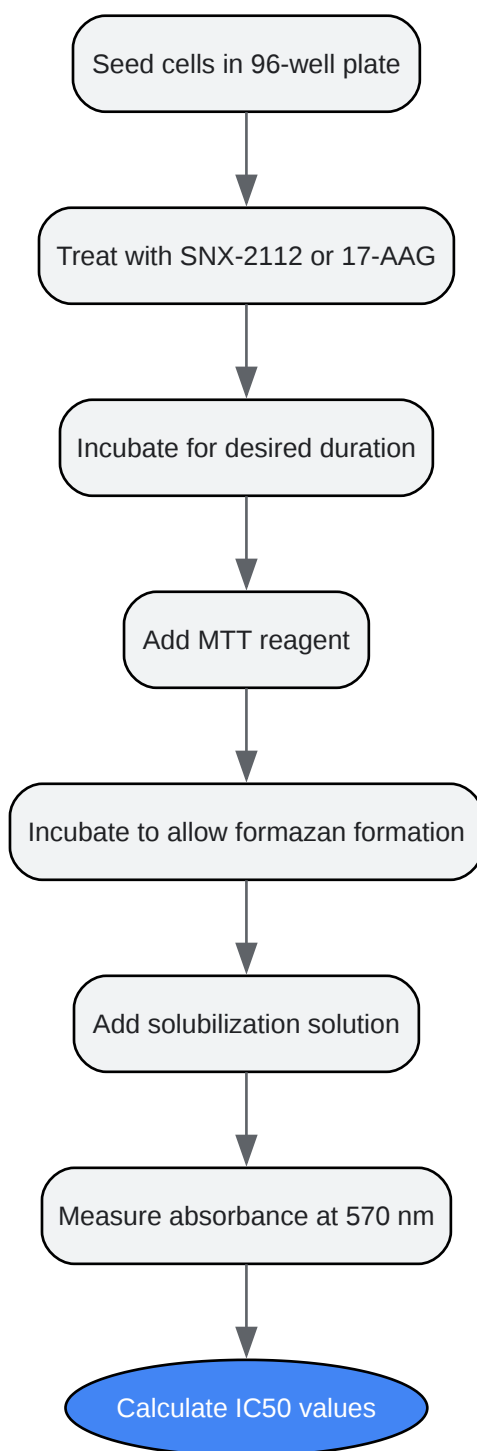 Seed cells in 96-well plate
Treat with SNX-2112 or 17-AAG
Incubate for desired duration
Add MTT reagent
Incubate to allow formazan formation
Add solubilization solution
Measure absorbance at 570 nm
Calculate IC50 values